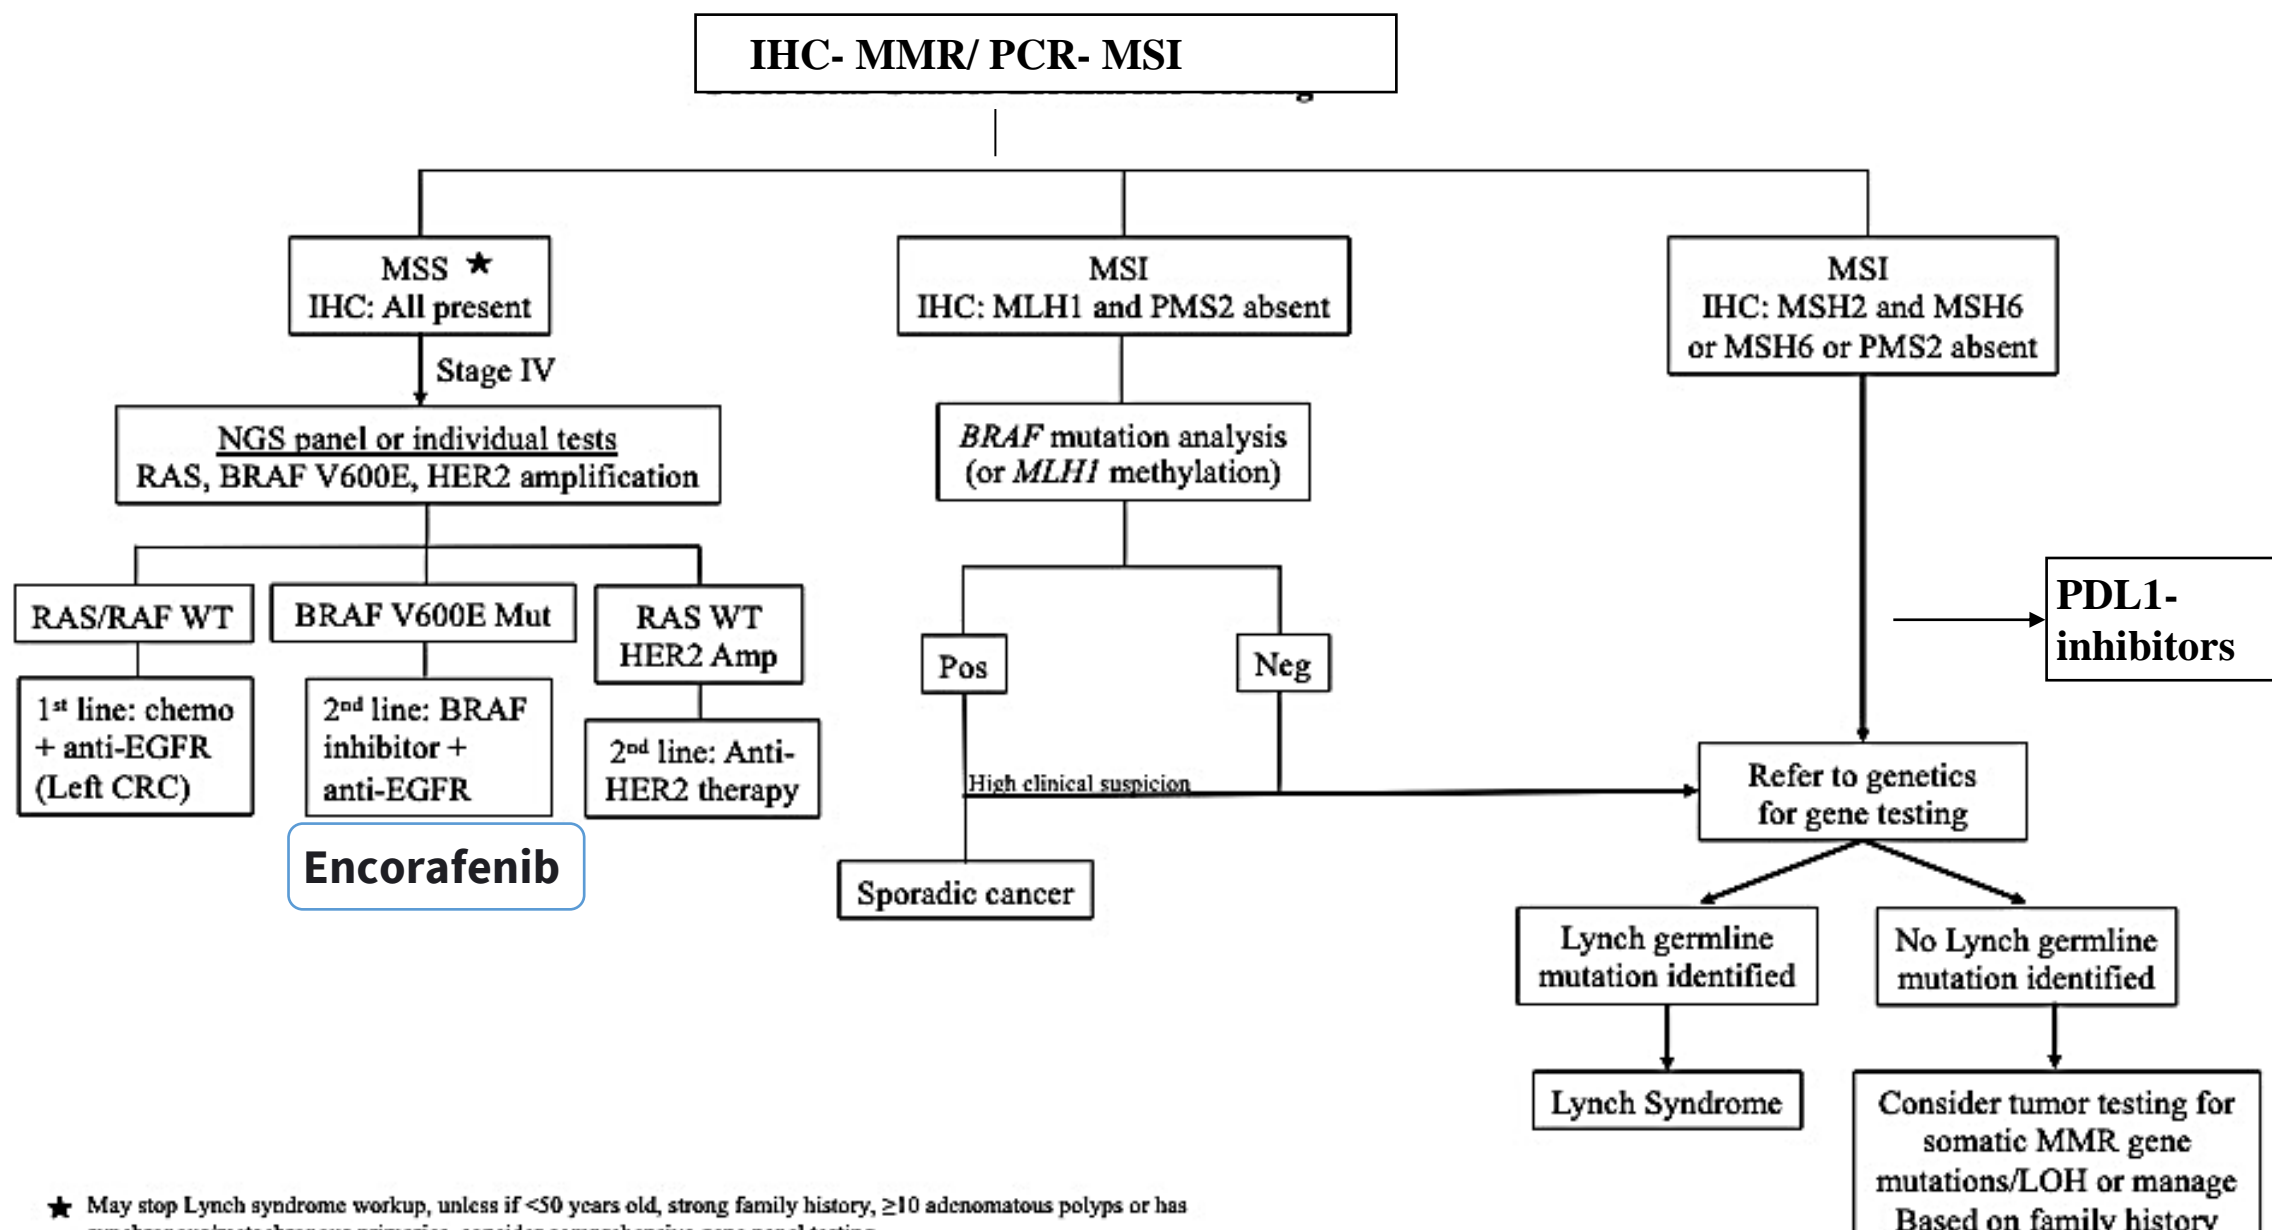 IHC- MMR/ PCR- MSI
MSS ★
IHC: All present
MSI
IHC: MLH1 and PMS2 absent
MSI
IHC: MSH2 and MSH6
or MSH6 or PMS2 absent
Stage IV
NGS panel or individual tests
RAS, BRAF V600E, HER2 amplification
BRAF mutation analysis
(or MLH1 methylation)
RAS/RAF WT
BRAF V600E Mut
RAS WT
HER2 Amp
Pos
Neg
PDL1-
inhibitors
1st line: chemo
+ anti-EGFR
(Left CRC)
2nd line: BRAF
inhibitor +
anti-EGFR
2nd line: Anti-
HER2 therapy
High clinical suspicion
Refer to genetics
for gene testing
Encorafenib
Sporadic cancer
Lynch germline
mutation identified
No Lynch germline
mutation identified
Lynch Syndrome
Consider tumor testing for
somatic MMR gene
mutations/LOH or manage
Based on family history
★ May stop Lynch syndrome workup, unless if <50 years old, strong family history, ≥10 adenomatous polyps or has